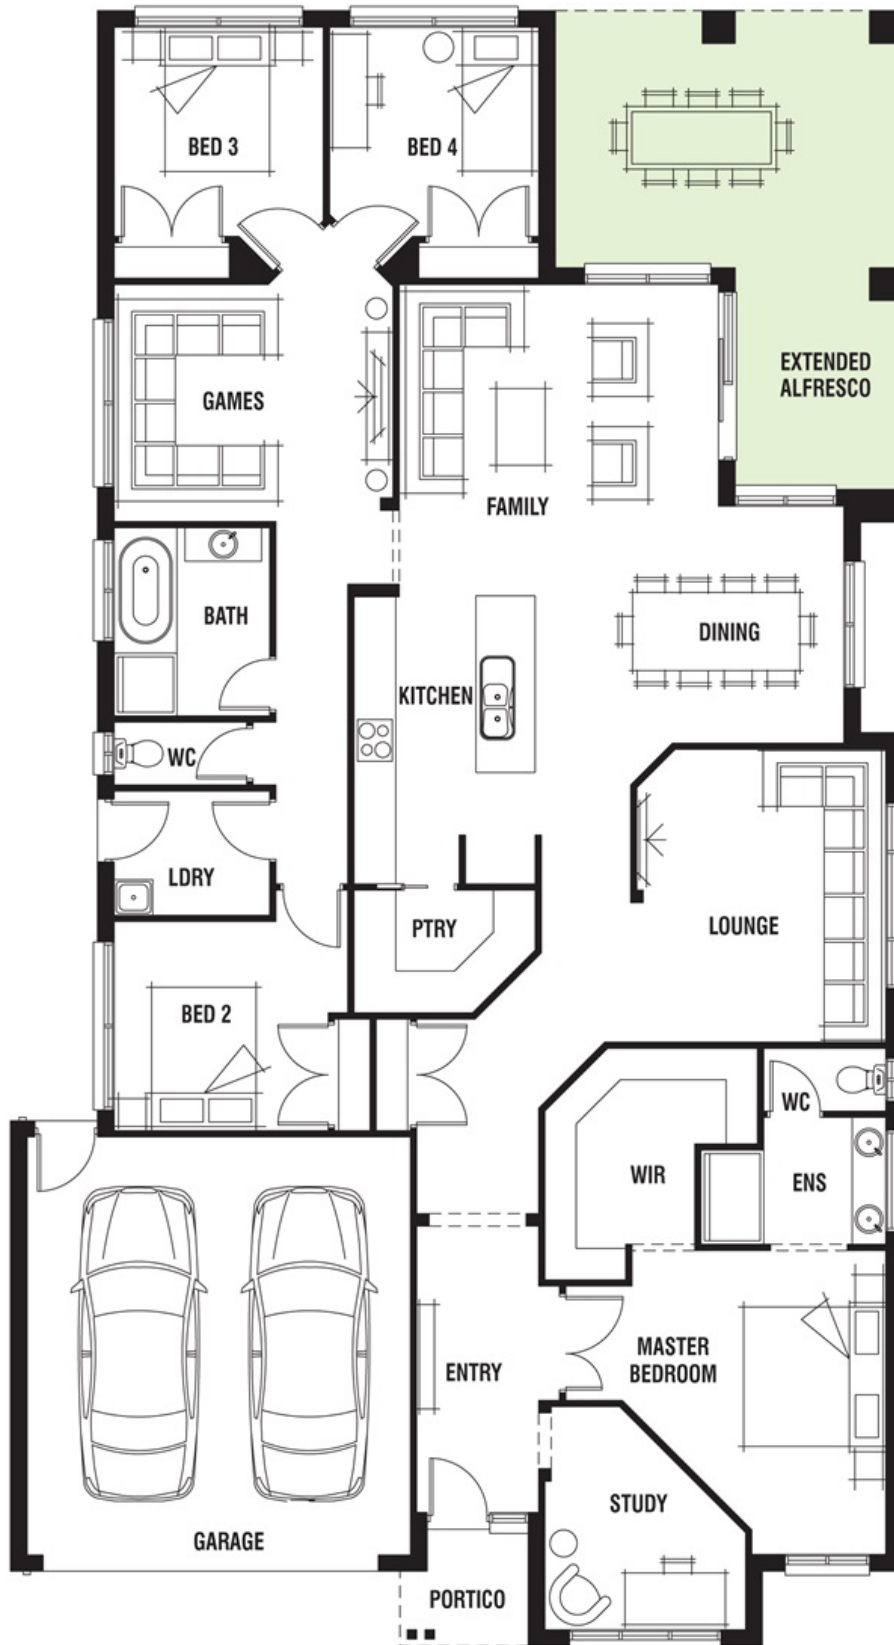 BED 3
BED 4
EXTENDED
ALFRESCO
GAMES
FAMILY
BATH
DINING
KITCHEN
WC
LDRY
PTRY
LOUNGE
BED 2
WC
WIR
ENS
MASTER
BEDROOM
ENTRY
STUDY
GARAGE
PORTICO